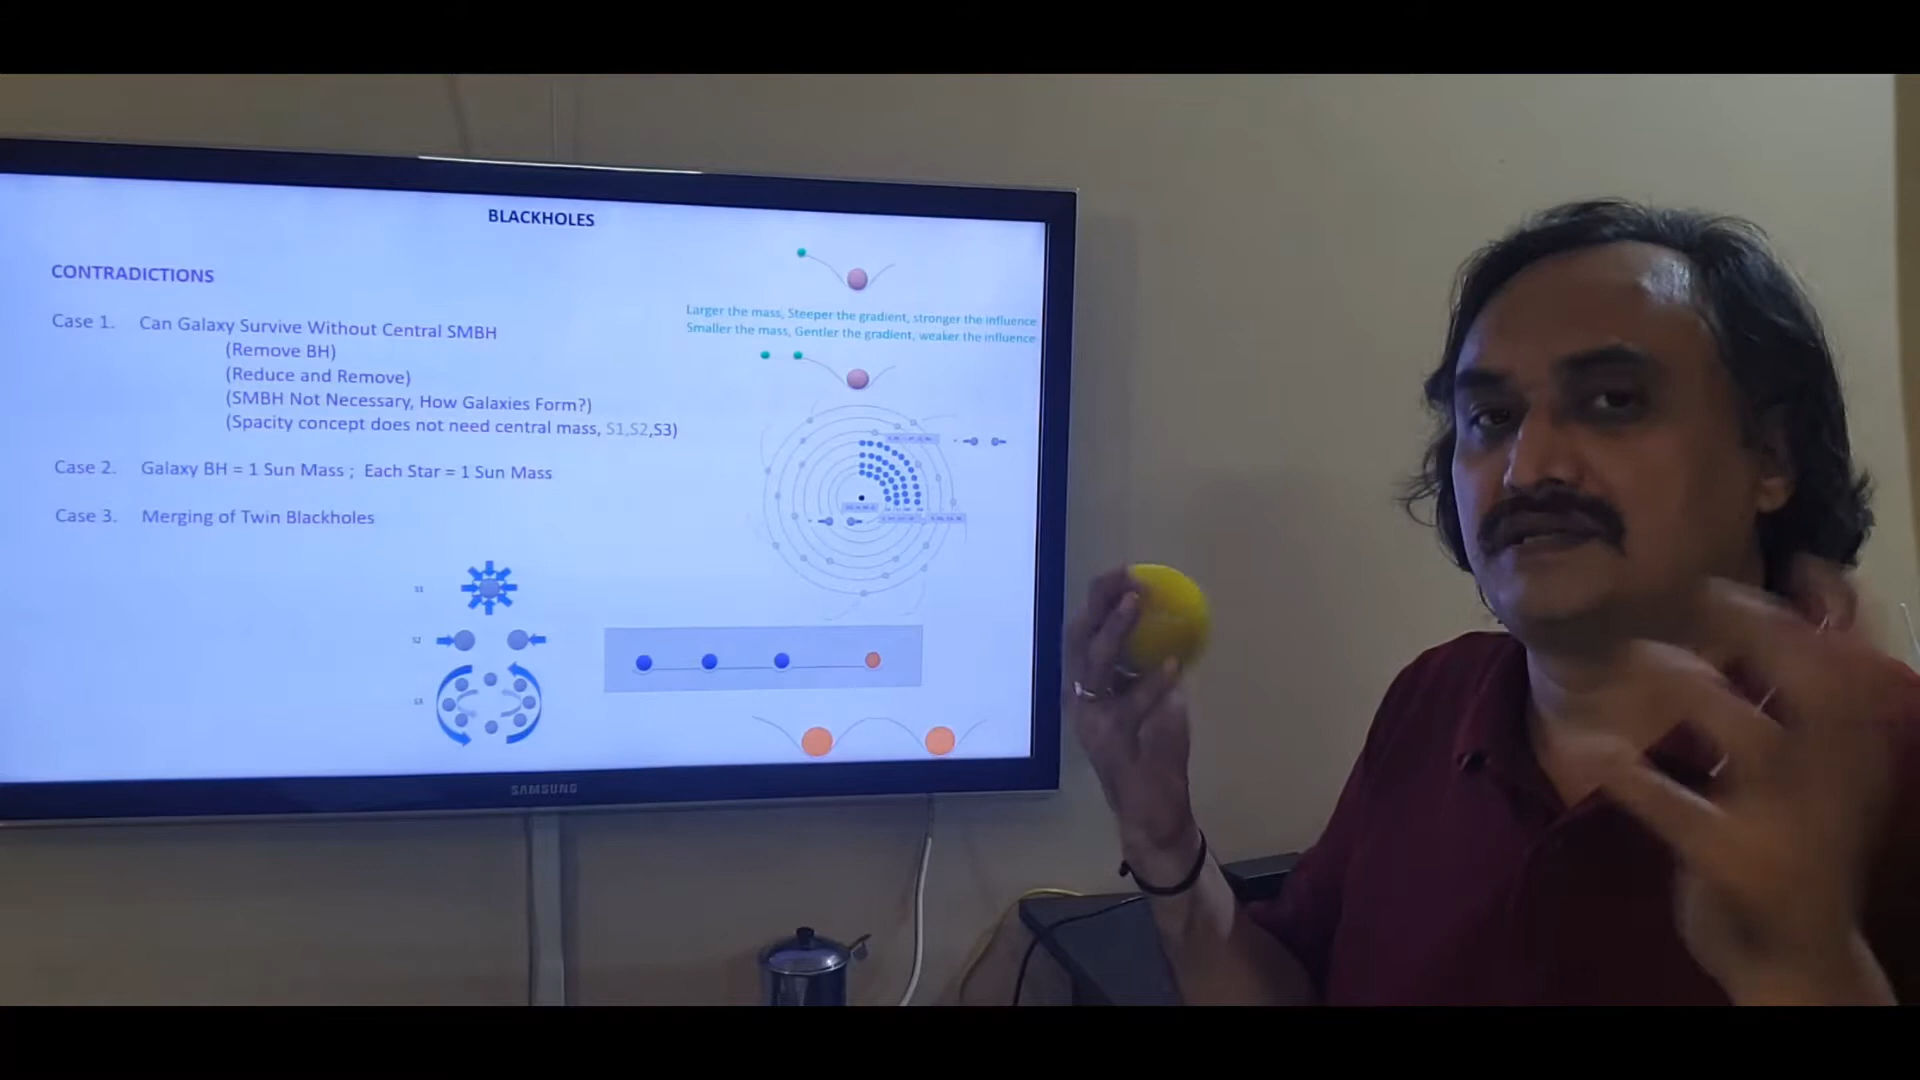 BLACKHOLES
CONTRADICTIONS
Case 1. Can Galaxy Survive Without Central SMBH
(Remove BH)
(Reduce and Remove)
(SMBH Not Necessary, How Galaxies Form?)
(Spacity concept does not need central mass, S1,S2,S3)
Case 2. Galaxy BH = 1 Sun Mass ; Each Star = 1 Sun Mass
Case 3. Merging of Twin Blackholes
Larger the mass, Steeper the gradient, stronger the influence
Smaller the mass, Gentler the gradient, weaker the influence
S1
S2
S3
SAMSUNG